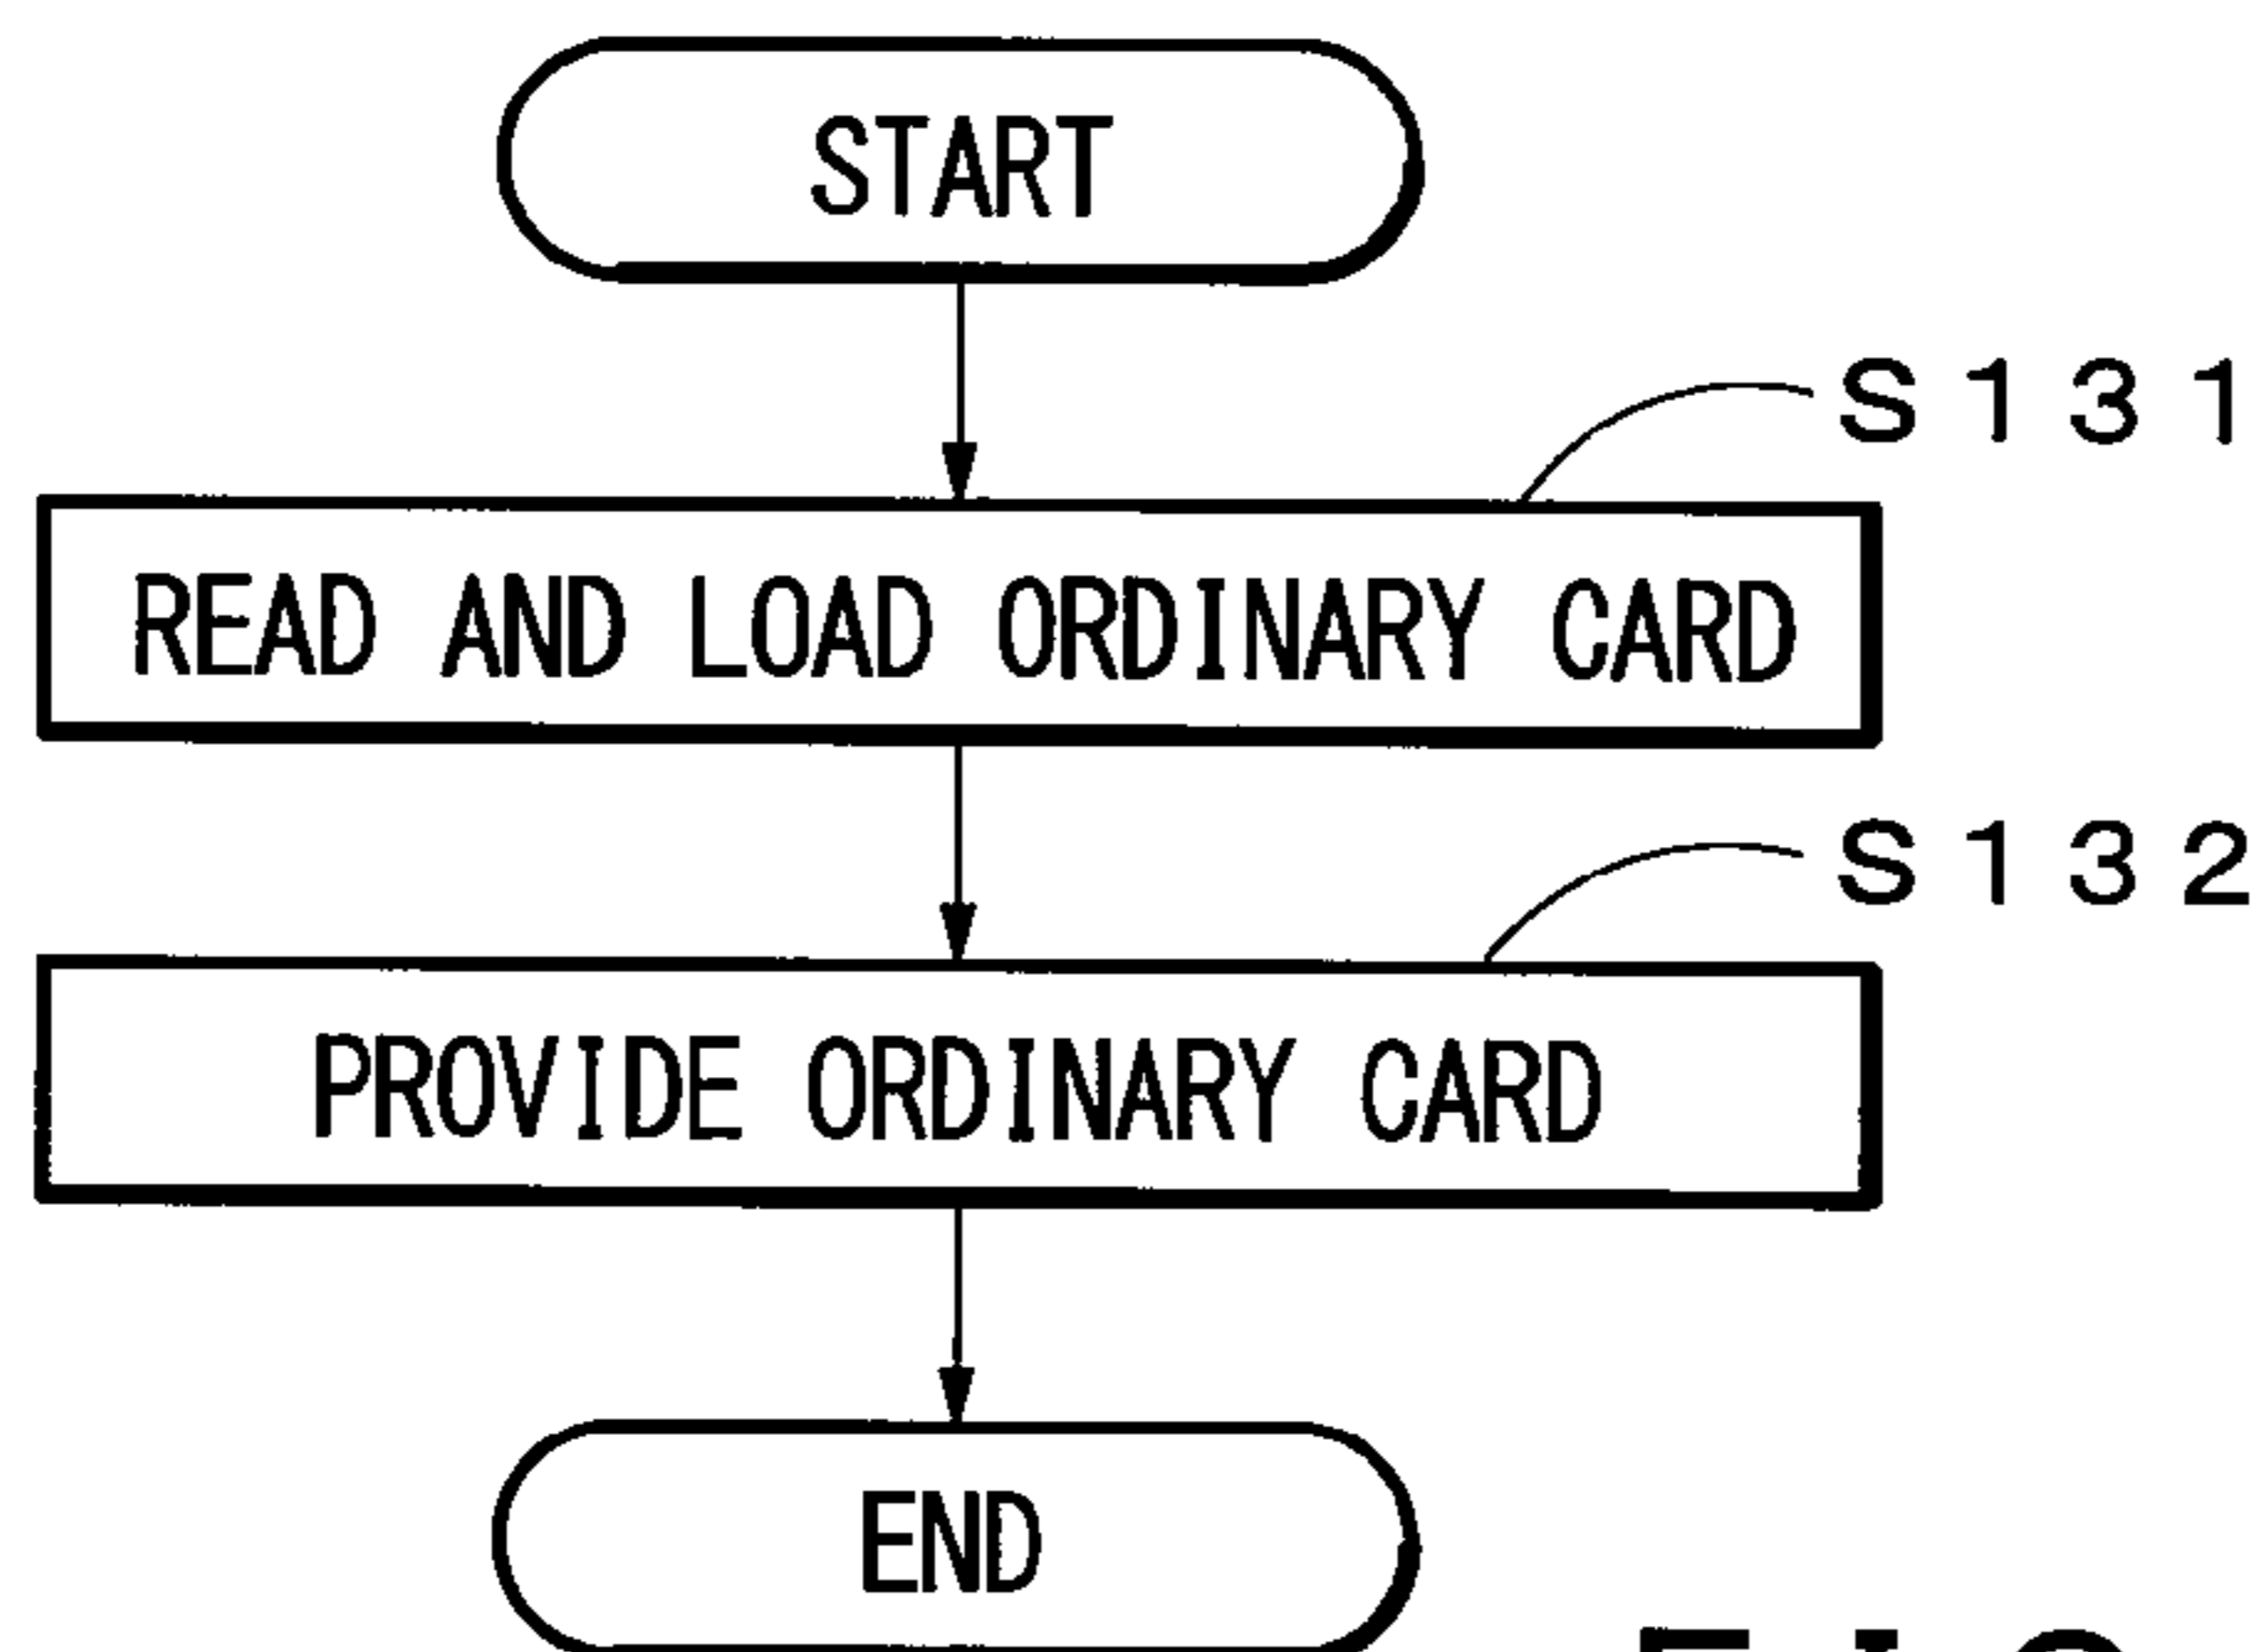 START
S131
READ AND LOAD ORDINARY CARD
S132
PROVIDE ORDINARY CARD
END